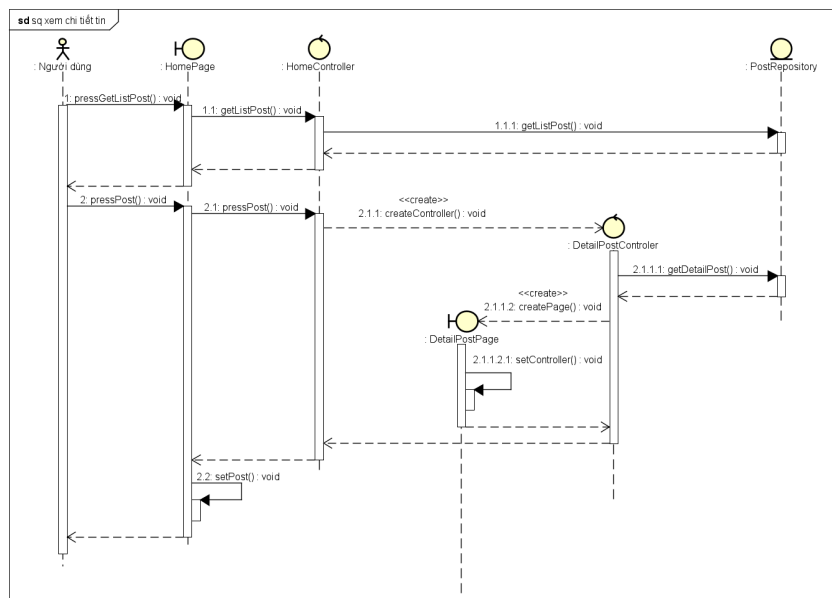 sd sq xem chi tiết tin
: Người dùng
: HomePage
: HomeController
: PostRepository
1: pressGetListPost() : void
1.1: getListPost() : void
1.1.1: getListPost() : void
2: pressPost() : void
2.1: pressPost() : void
<<create>>
2.1.1: createController() : void
: DetailPostControler
2.1.1.1: getDetailPost() : void
<<create>>
2.1.1.2: createPage() : void
: DetailPostPage
2.1.1.2.1: setController() : void
2.2: setPost() : void